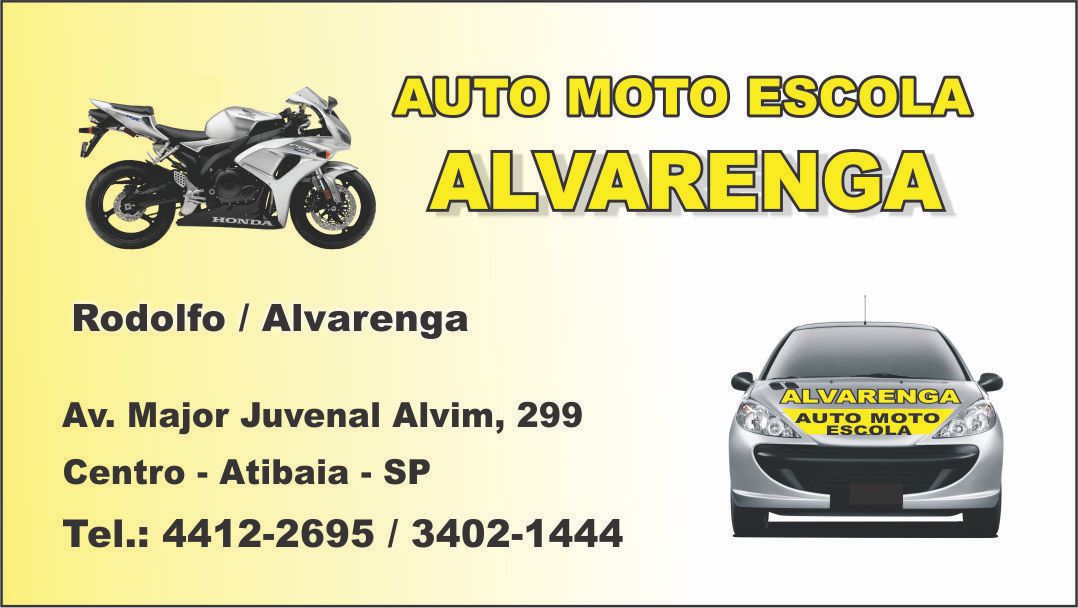 AUTO MOTO ESCOLA
ALVARENGA
HONDA
Rodolfo / Alvarenga
Av. Major Juvenal Alvim, 299
Centro - Atibaia - SP
Tel.: 4412-2695 / 3402-1444
ALVARENGA
AUTO MOTO
ESCOLA